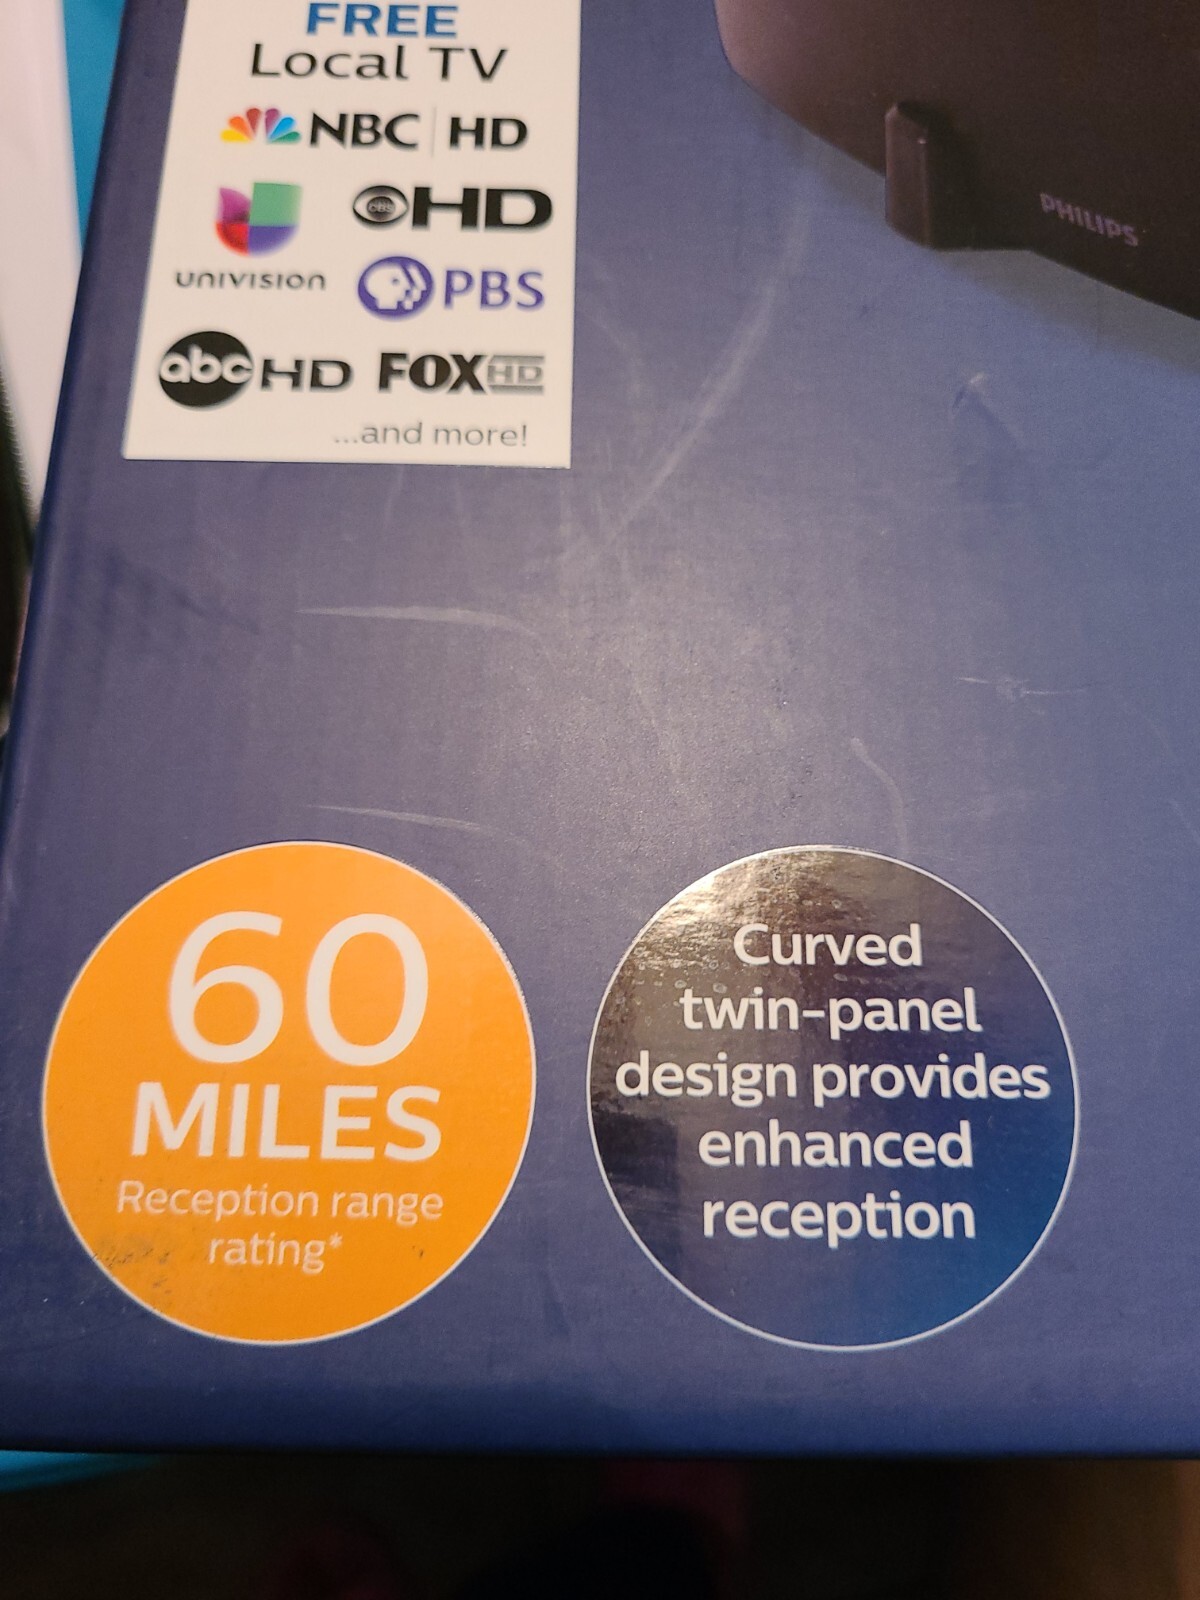 FREE
Local TV
NBC HD
CBS HD
UNIVISION
PBS
abc HD FOX HD
...and more!
PHILIPS
60
MILES
Reception range
rating*
Curved
twin-panel
design provides
enhanced
reception